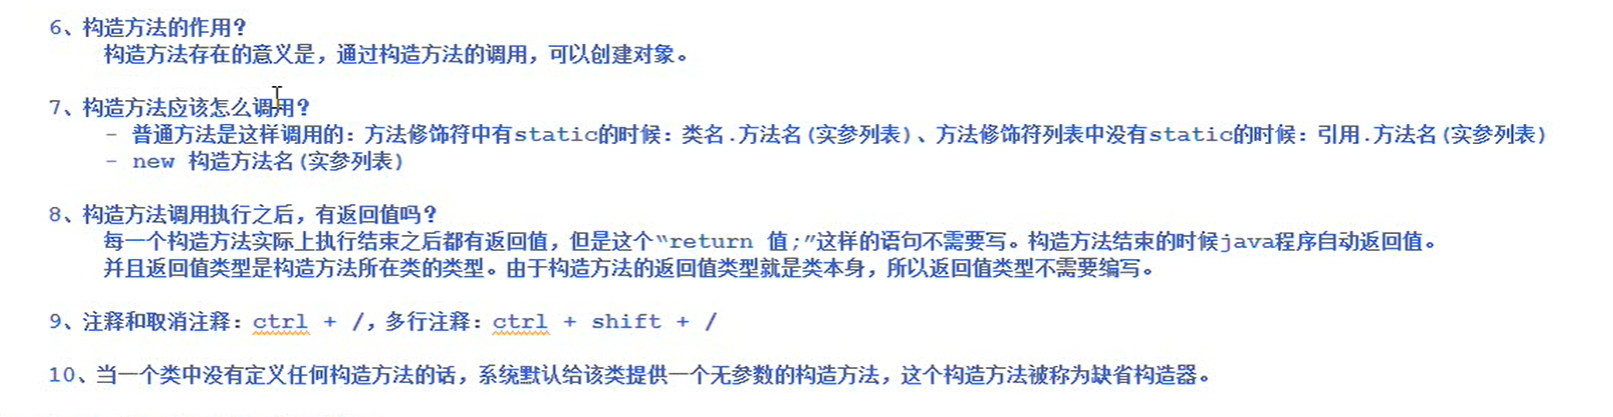 6、构造方法的作用？
构造方法存在的意义是，通过构造方法的调用，可以创建对象。
7、构造方法应该怎么调用？
- 普通方法是这样调用的：方法修饰符中有static的时候：类名.方法名(实参列表)、方法修饰符列表中没有static的时候：引用.方法名(实参列表)
- new 构造方法名(实参列表)
8、构造方法调用执行之后，有返回值吗？
每一个构造方法实际上执行结束之后都有返回值，但是这个“return 值;”这样的语句不需要写。构造方法结束的时候java程序自动返回值。
并且返回值类型是构造方法所在类的类型。由于构造方法的返回值类型就是类本身，所以返回值类型不需要编写。
9、注释和取消注释：ctrl + /，多行注释：ctrl + shift + /
10、当一个类中没有定义任何构造方法的话，系统默认给该类提供一个无参数的构造方法，这个构造方法被称为缺省构造器。